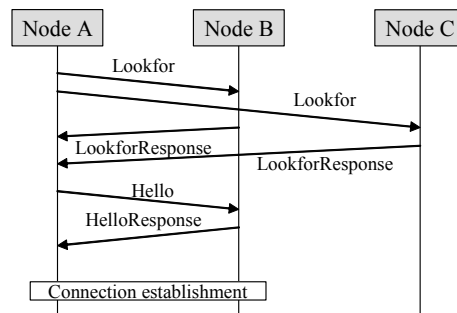 Node A
Node B
Node C
Lookfor
Lookfor
LookforResponse
LookforResponse
Hello
HelloResponse
Connection establishment